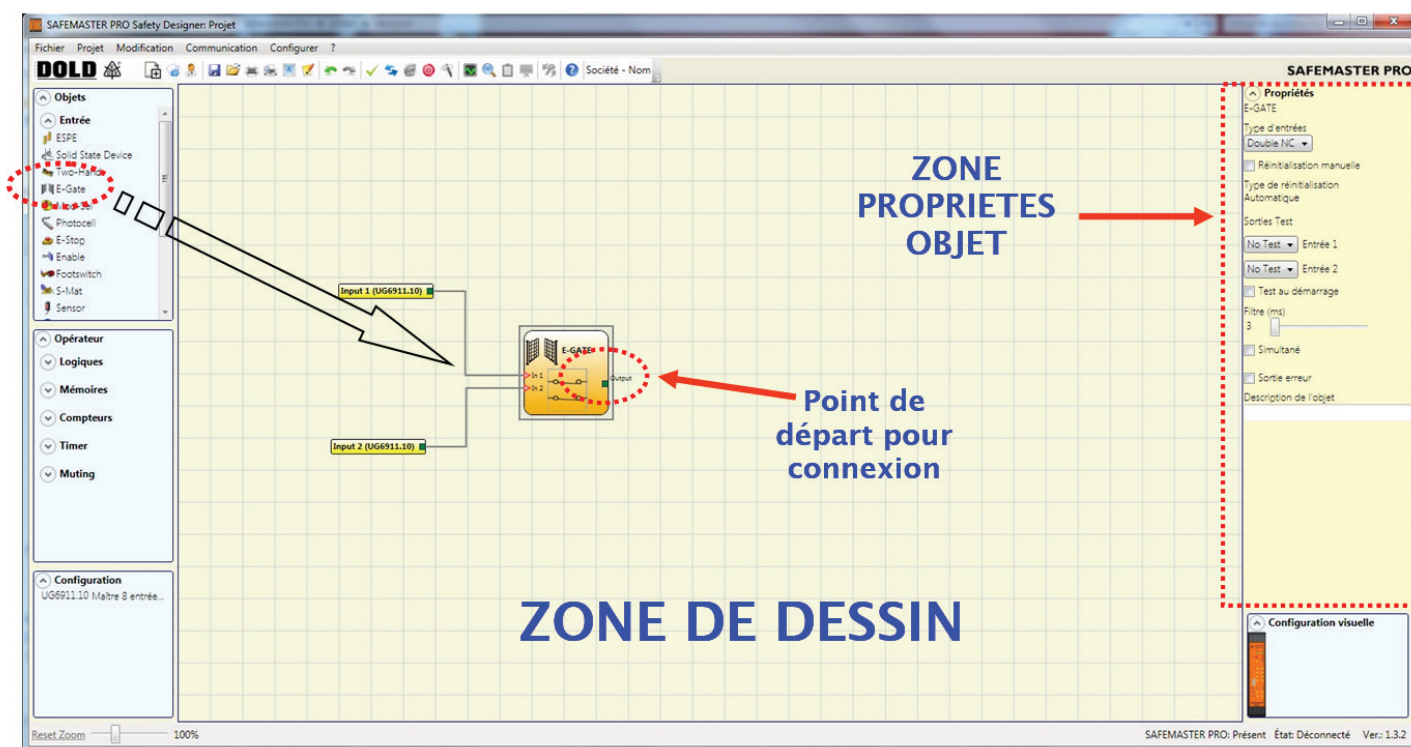 SAFEMASTER PRO Safety Designer: Projet
Fichier Projet Modification Communication Configurer ?
DOLD
Société - Nom
SAFEMASTER PRO
Objets
Entrée
ESPE
Solid State Device
Two-Hand
E-Gate
Mod-Sel
Photocell
E-Stop
Enable
Footswitch
S-Mat
Sensor
Opérateur
Logiques
Mémoires
Compteurs
Timer
Muting
Configuration
UG6911.10 Maître 8 entrée...
Reset Zoom
100%
Input 1 (UG6911.10)
Input 2 (UG6911.10)
E-GATE
In 1
In 2
Output
ZONE
PROPRIETES
OBJET
Point de
départ pour
connexion
ZONE DE DESSIN
Propriétés
E-GATE
Type d'entrées
Double NC
Réinitialisation manuelle
Type de réinitialisation
Automatique
Sorties Test
No Test Entrée 1
No Test Entrée 2
Test au démarrage
Filtre (ms)
3
Simultané
Sortie erreur
Description de l'objet
Configuration visuelle
SAFEMASTER PRO: Présent État: Déconnecté Ver.: 1.3.2